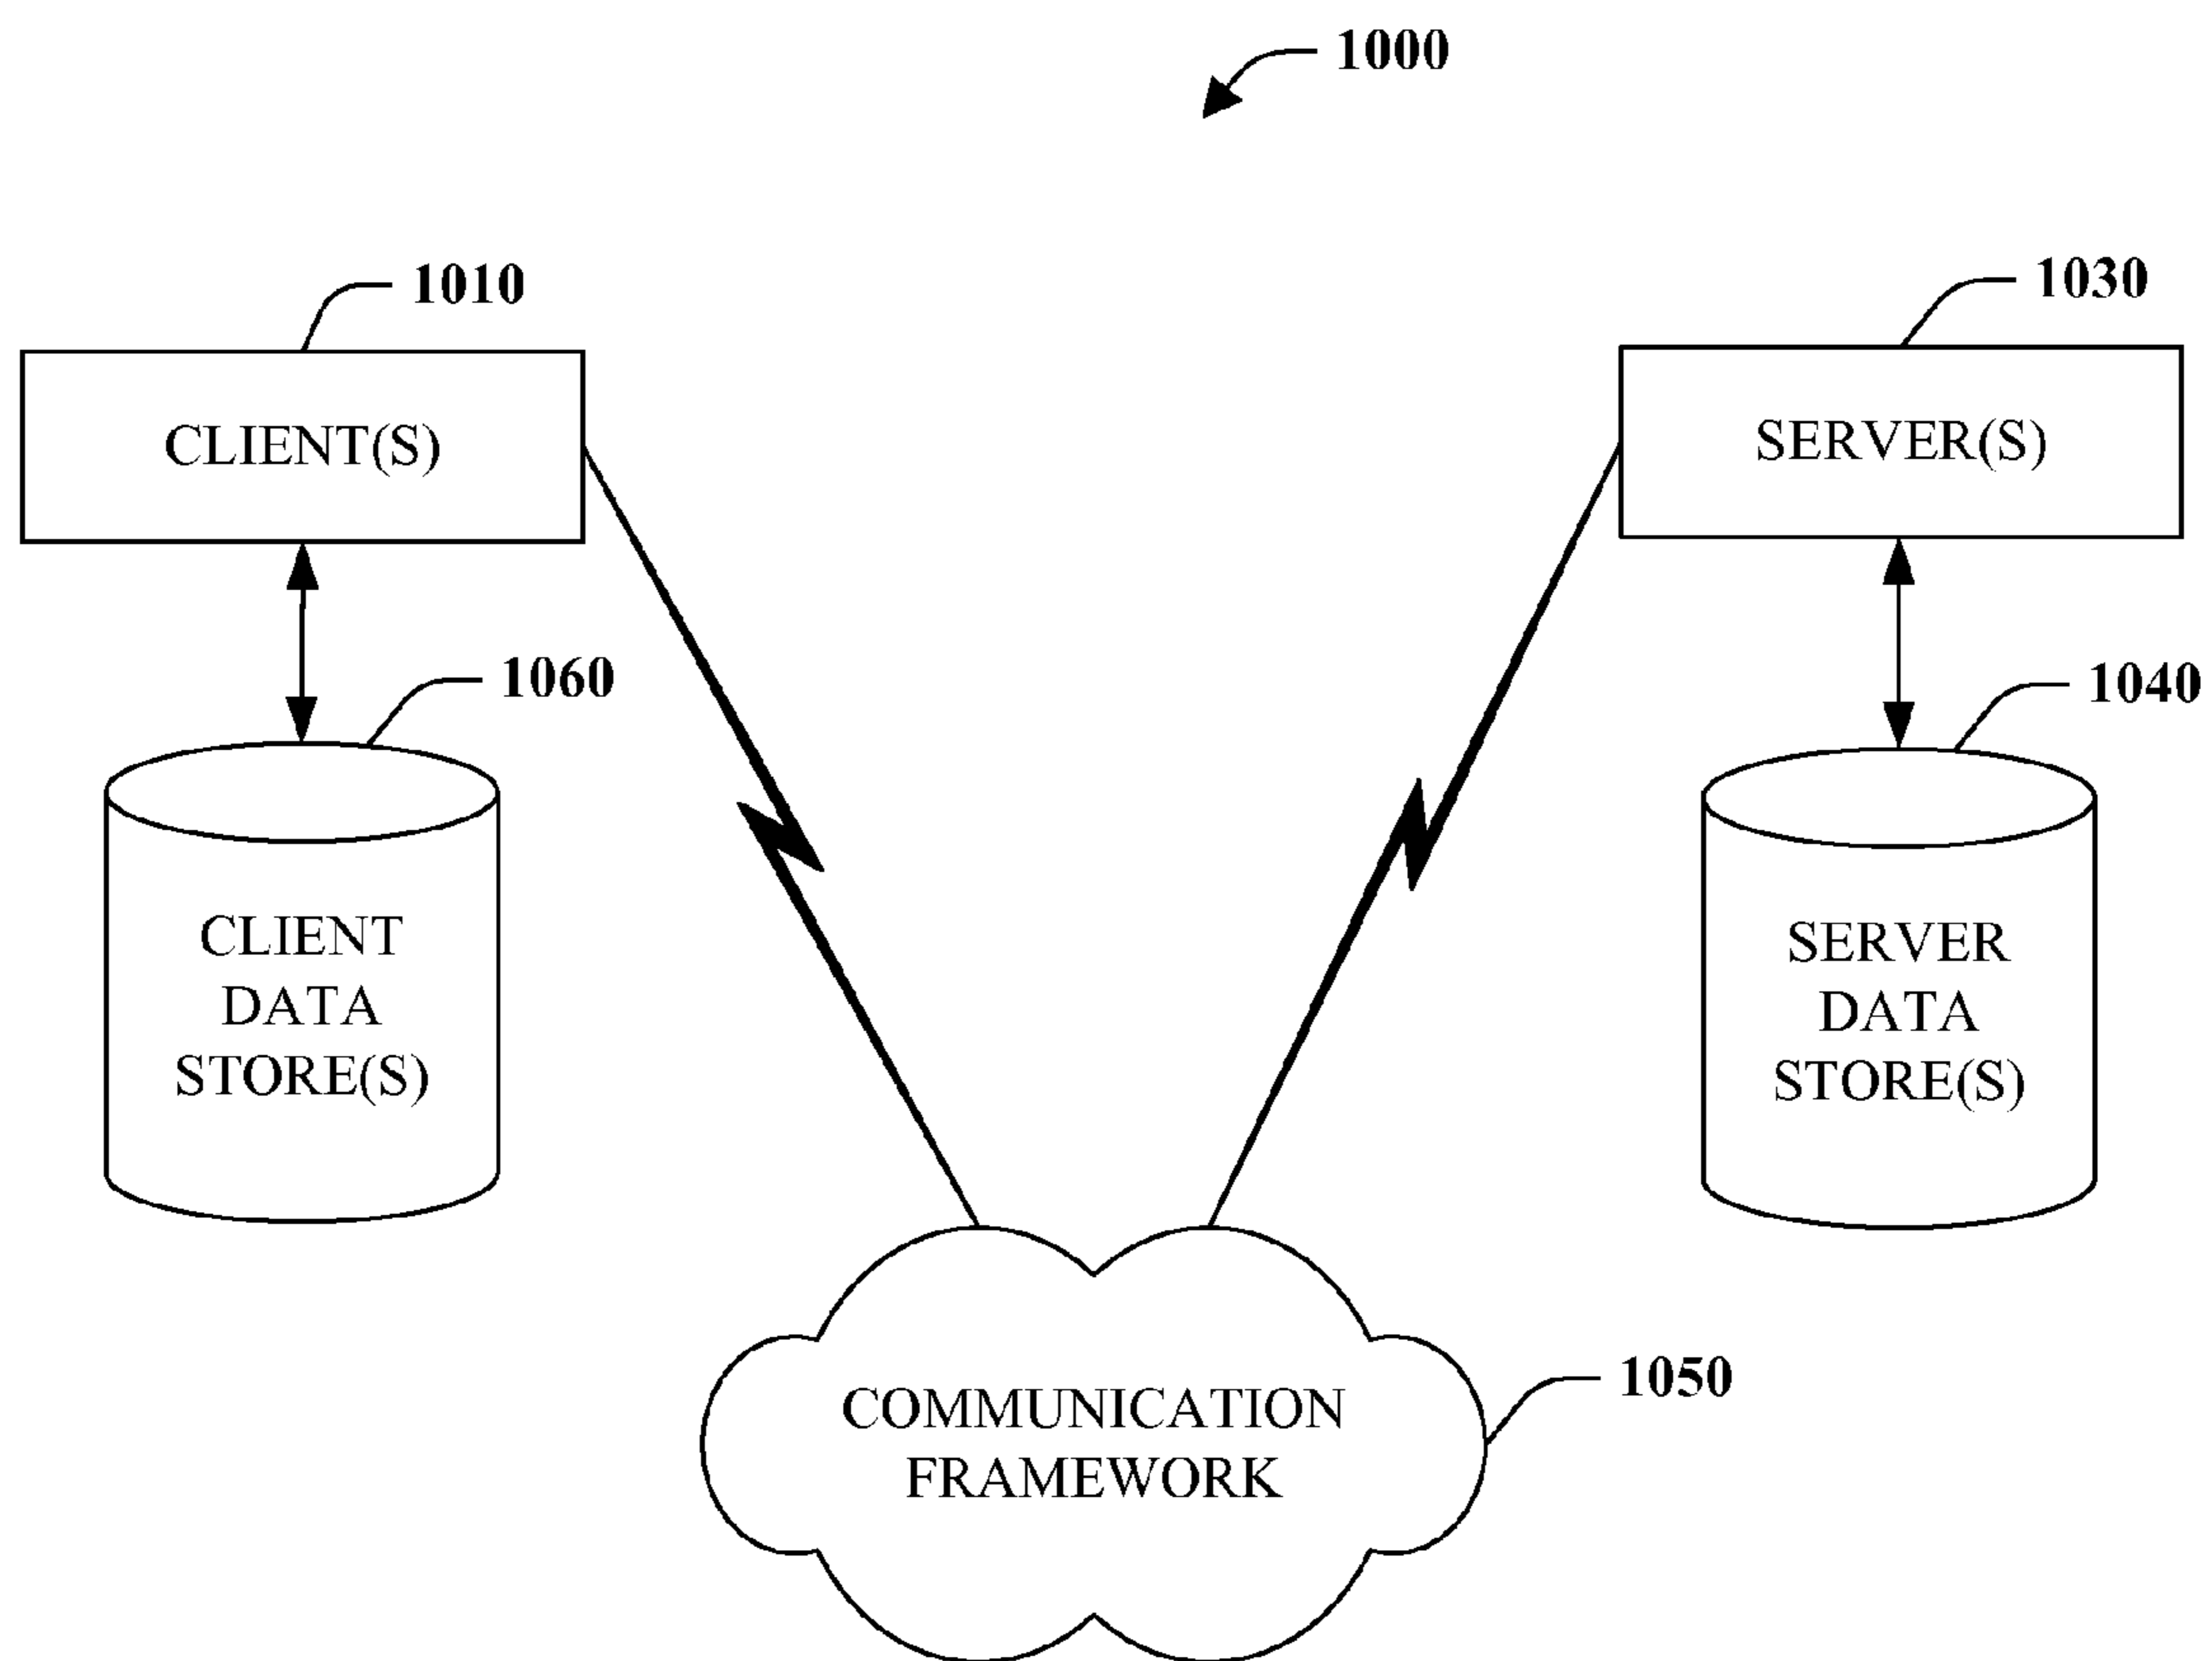 1000
1010
1030
CLIENT(S)
SERVER(S)
1060
1040
CLIENT
DATA
STORE(S)
SERVER
DATA
STORE(S)
1050
COMMUNICATION
FRAMEWORK